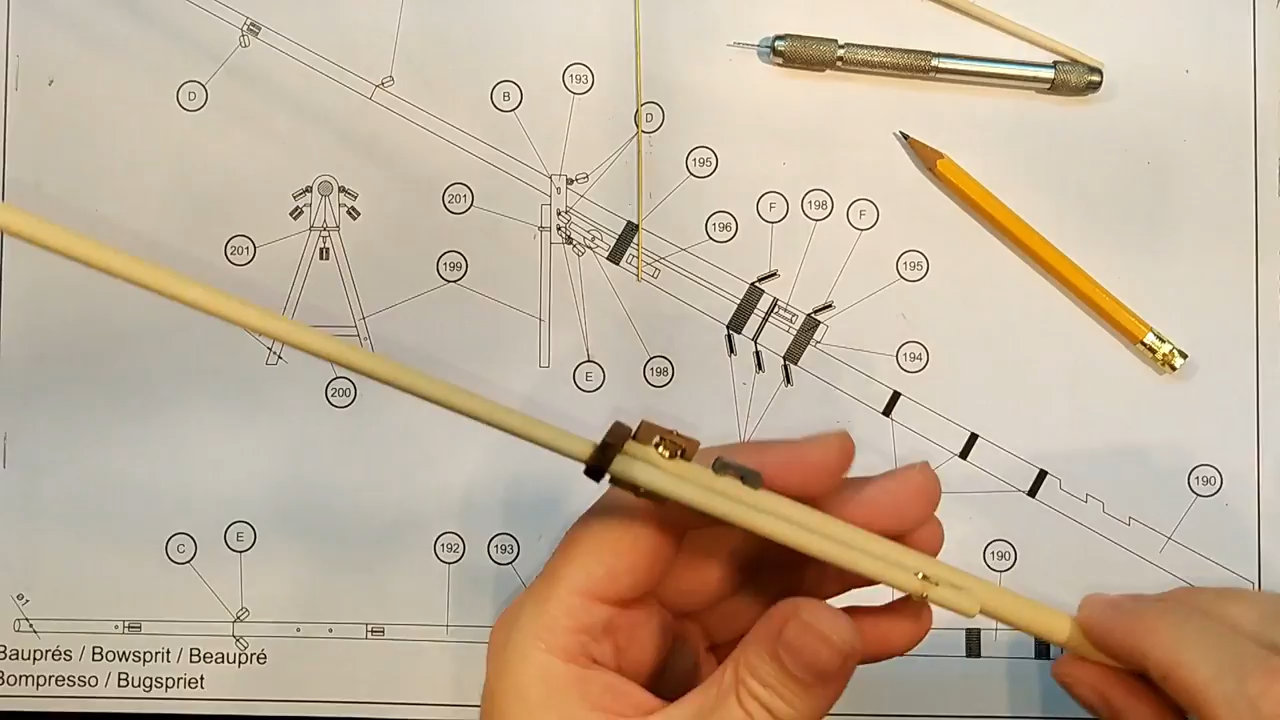 D
B
193
D
195
201
196
F
198
F
201
199
195
194
200
E
198
190
C
E
192
193
190
ø1
Bauprés / Bowsprit / Beaupré
Bompresso / Bugspriet